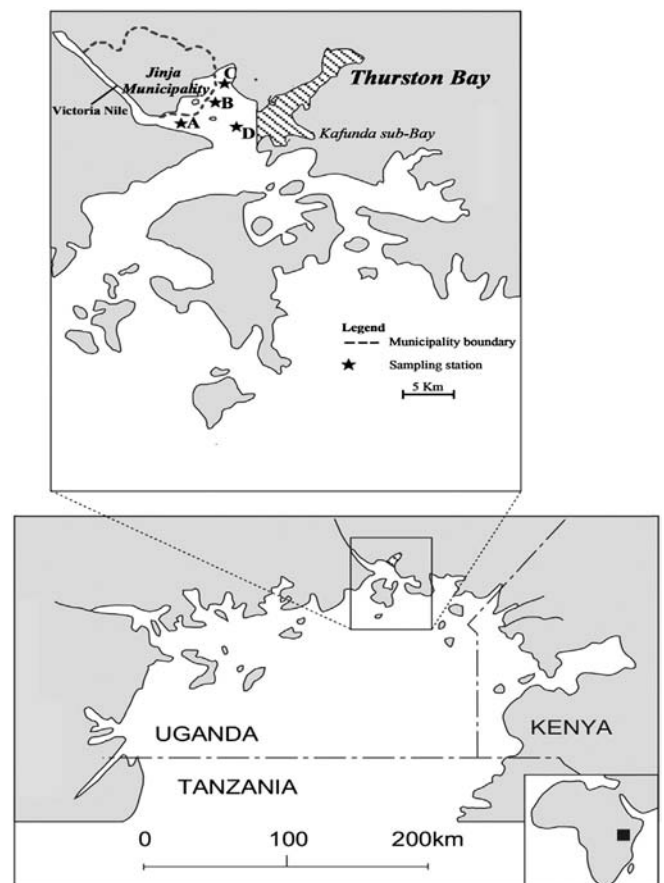 Jinja
Municipality
C
Thurston Bay
Victoria Nile
B
A
D
Kafunda sub-Bay
Legend
Municipality boundary
Sampling station
5 Km
UGANDA
KENYA
TANZANIA
0 100 200km